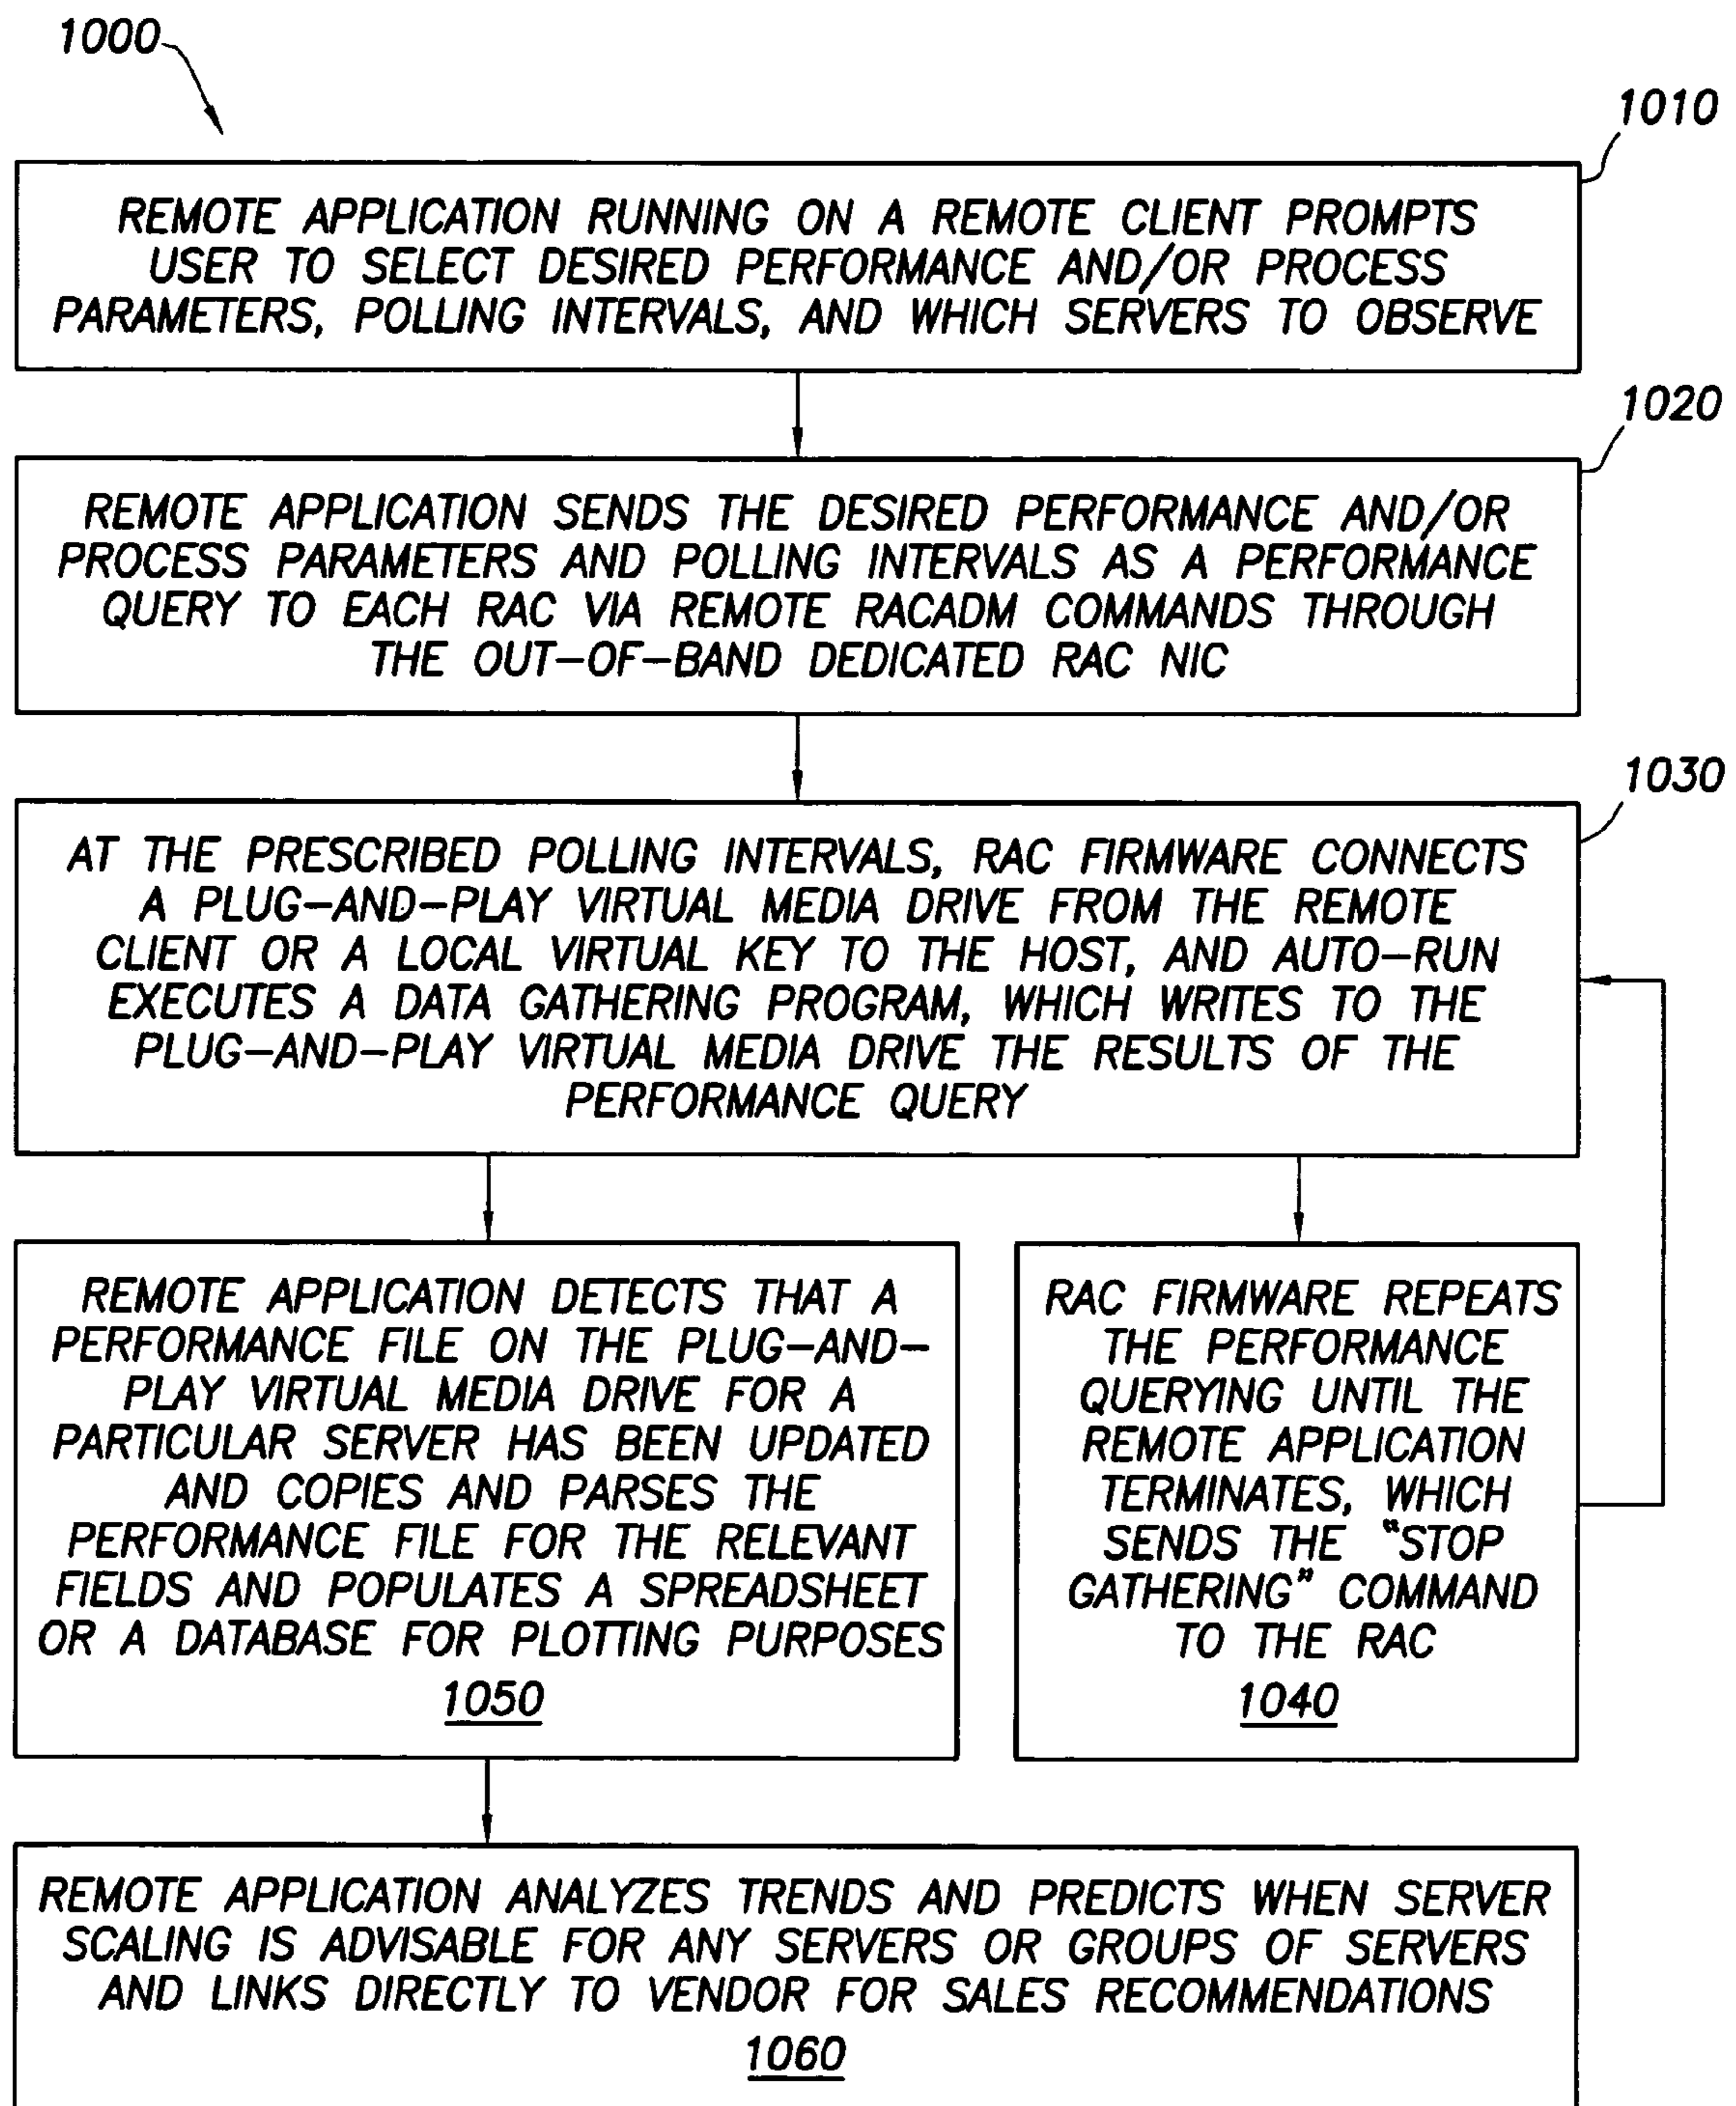 1000
1010
REMOTE APPLICATION RUNNING ON A REMOTE CLIENT PROMPTS
USER TO SELECT DESIRED PERFORMANCE AND/OR PROCESS
PARAMETERS, POLLING INTERVALS, AND WHICH SERVERS TO OBSERVE
1020
REMOTE APPLICATION SENDS THE DESIRED PERFORMANCE AND/OR
PROCESS PARAMETERS AND POLLING INTERVALS AS A PERFORMANCE
QUERY TO EACH RAC VIA REMOTE RACADM COMMANDS THROUGH
THE OUT-OF-BAND DEDICATED RAC NIC
1030
AT THE PRESCRIBED POLLING INTERVALS, RAC FIRMWARE CONNECTS
A PLUG-AND-PLAY VIRTUAL MEDIA DRIVE FROM THE REMOTE
CLIENT OR A LOCAL VIRTUAL KEY TO THE HOST, AND AUTO-RUN
EXECUTES A DATA GATHERING PROGRAM, WHICH WRITES TO THE
PLUG-AND-PLAY VIRTUAL MEDIA DRIVE THE RESULTS OF THE
PERFORMANCE QUERY
REMOTE APPLICATION DETECTS THAT A
PERFORMANCE FILE ON THE PLUG-AND-
PLAY VIRTUAL MEDIA DRIVE FOR A
PARTICULAR SERVER HAS BEEN UPDATED
AND COPIES AND PARSES THE
PERFORMANCE FILE FOR THE RELEVANT
FIELDS AND POPULATES A SPREADSHEET
OR A DATABASE FOR PLOTTING PURPOSES
1050
RAC FIRMWARE REPEATS
THE PERFORMANCE
QUERYING UNTIL THE
REMOTE APPLICATION
TERMINATES, WHICH
SENDS THE "STOP
GATHERING" COMMAND
TO THE RAC
1040
REMOTE APPLICATION ANALYZES TRENDS AND PREDICTS WHEN SERVER
SCALING IS ADVISABLE FOR ANY SERVERS OR GROUPS OF SERVERS
AND LINKS DIRECTLY TO VENDOR FOR SALES RECOMMENDATIONS
1060